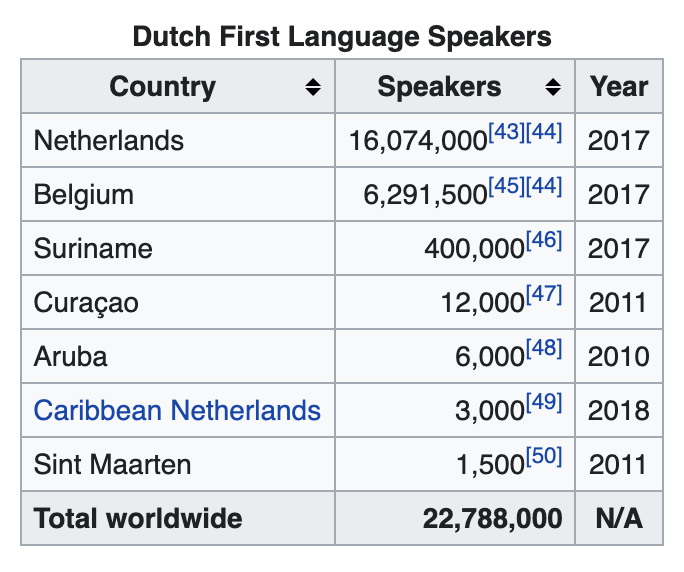 Dutch First Language Speakers
Country Speakers Year
Netherlands 16,074,000[43][44] 2017
Belgium 6,291,500[45][44] 2017
Suriname 400,000[46] 2017
Curaçao 12,000[47] 2011
Aruba 6,000[48] 2010
Caribbean Netherlands 3,000[49] 2018
Sint Maarten 1,500[50] 2011
Total worldwide 22,788,000 N/A